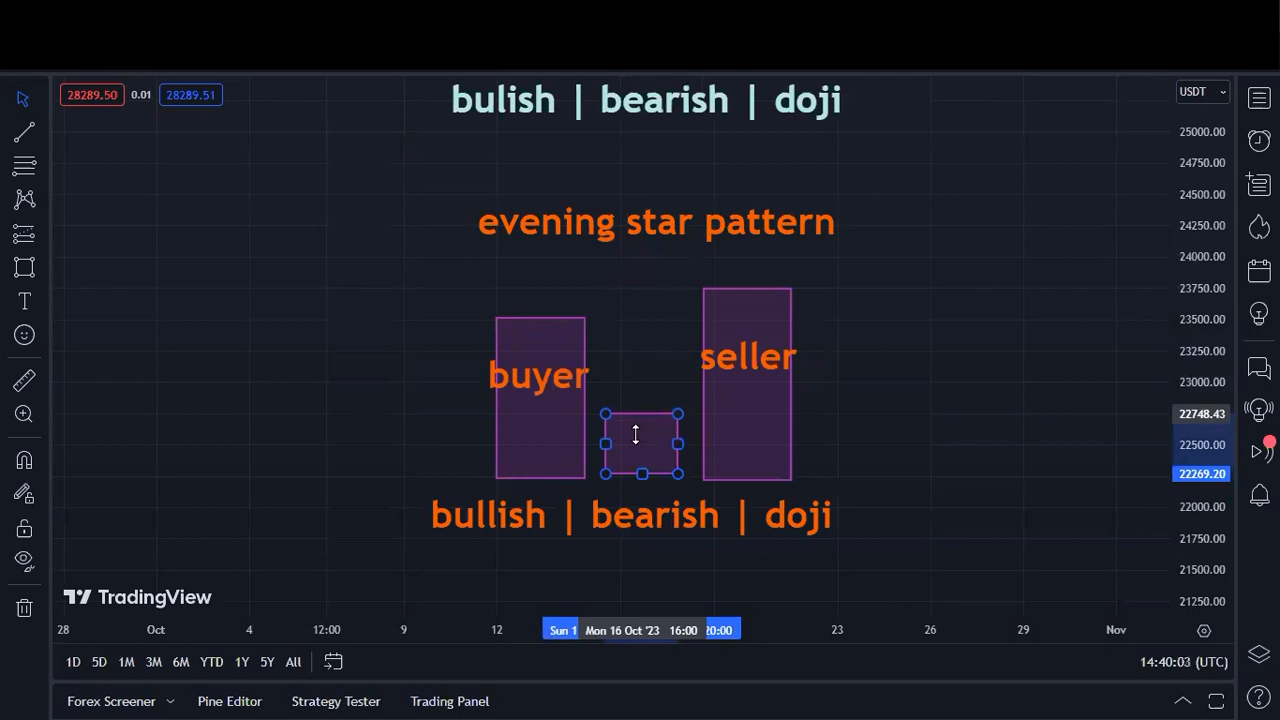 bulish | bearish | doji
28289.50 0.01 28289.51
USDT
25000.00
24750.00
24500.00
evening star pattern
24250.00
24000.00
23750.00
23500.00
seller
23250.00
buyer
23000.00
22748.43
22500.00
22269.20
bullish | bearish | doji
22000.00
21750.00
21500.00
TradingView
21250.00
28 Oct 4 12:00 9 12 Sun 1 Mon 16 Oct '23 16:00 20:00 23 26 29 Nov
1D 5D 1M 3M 6M YTD 1Y 5Y All 14:40:03 (UTC)
Forex Screener Pine Editor Strategy Tester Trading Panel